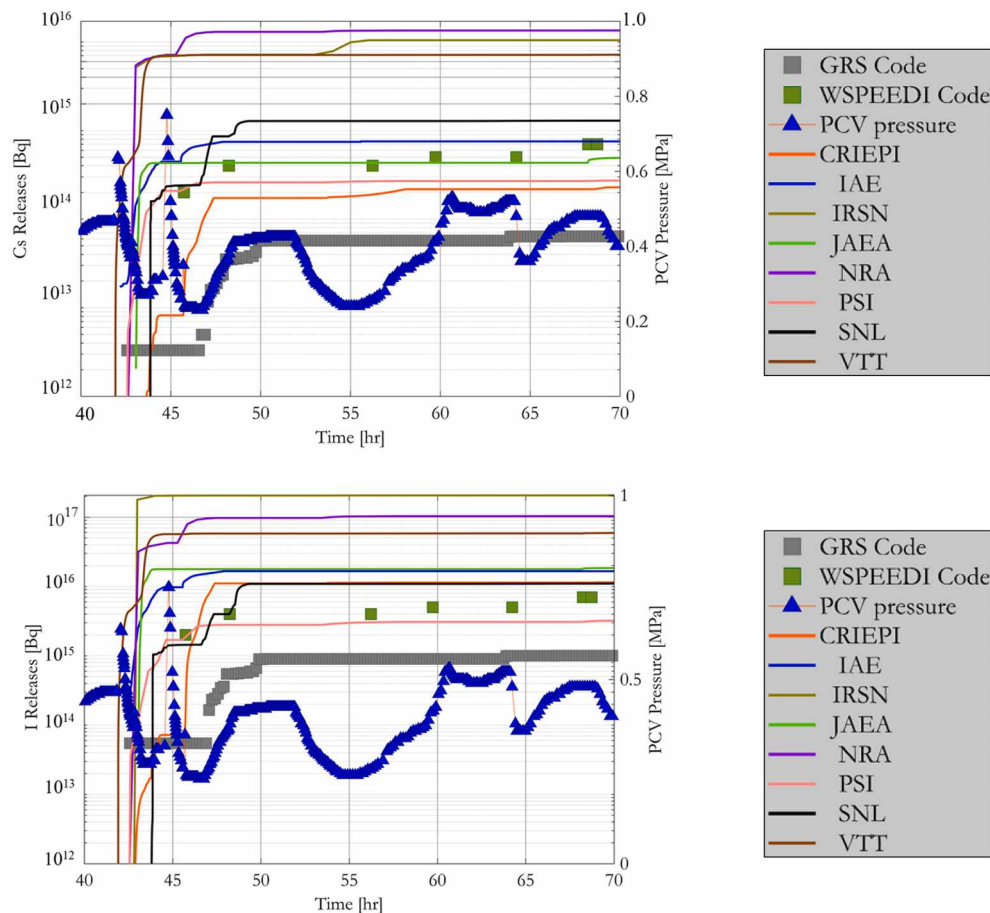 10^16
10^15
10^14
10^13
10^12
Cs Releases [Bq]
1.0
0.8
0.6
0.4
0.2
0
PCV Pressure [MPa]
40 45 50 55 60 65 70
Time [hr]
GRS Code
WSPEEDI Code
PCV pressure
CRIEPI
IAE
IRSN
JAEA
NRA
PSI
SNL
VTT
10^17
10^16
10^15
10^14
10^13
10^12
I Releases [Bq]
1
0.5
0
PCV Pressure [MPa]
40 45 50 55 60 65 70
Time [hr]
GRS Code
WSPEEDI Code
PCV pressure
CRIEPI
IAE
IRSN
JAEA
NRA
PSI
SNL
VTT